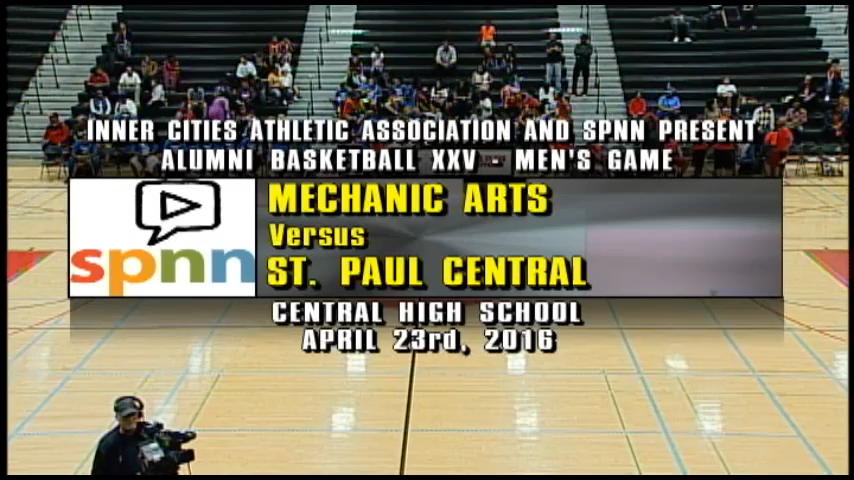 INNER CITIES ATHLETIC ASSOCIATION AND SPNN PRESENT
ALUMNI BASKETBALL XXV - MEN'S GAME
spnn
MECHANIC ARTS
Versus
ST. PAUL CENTRAL
CENTRAL HIGH SCHOOL
APRIL 23rd, 2016